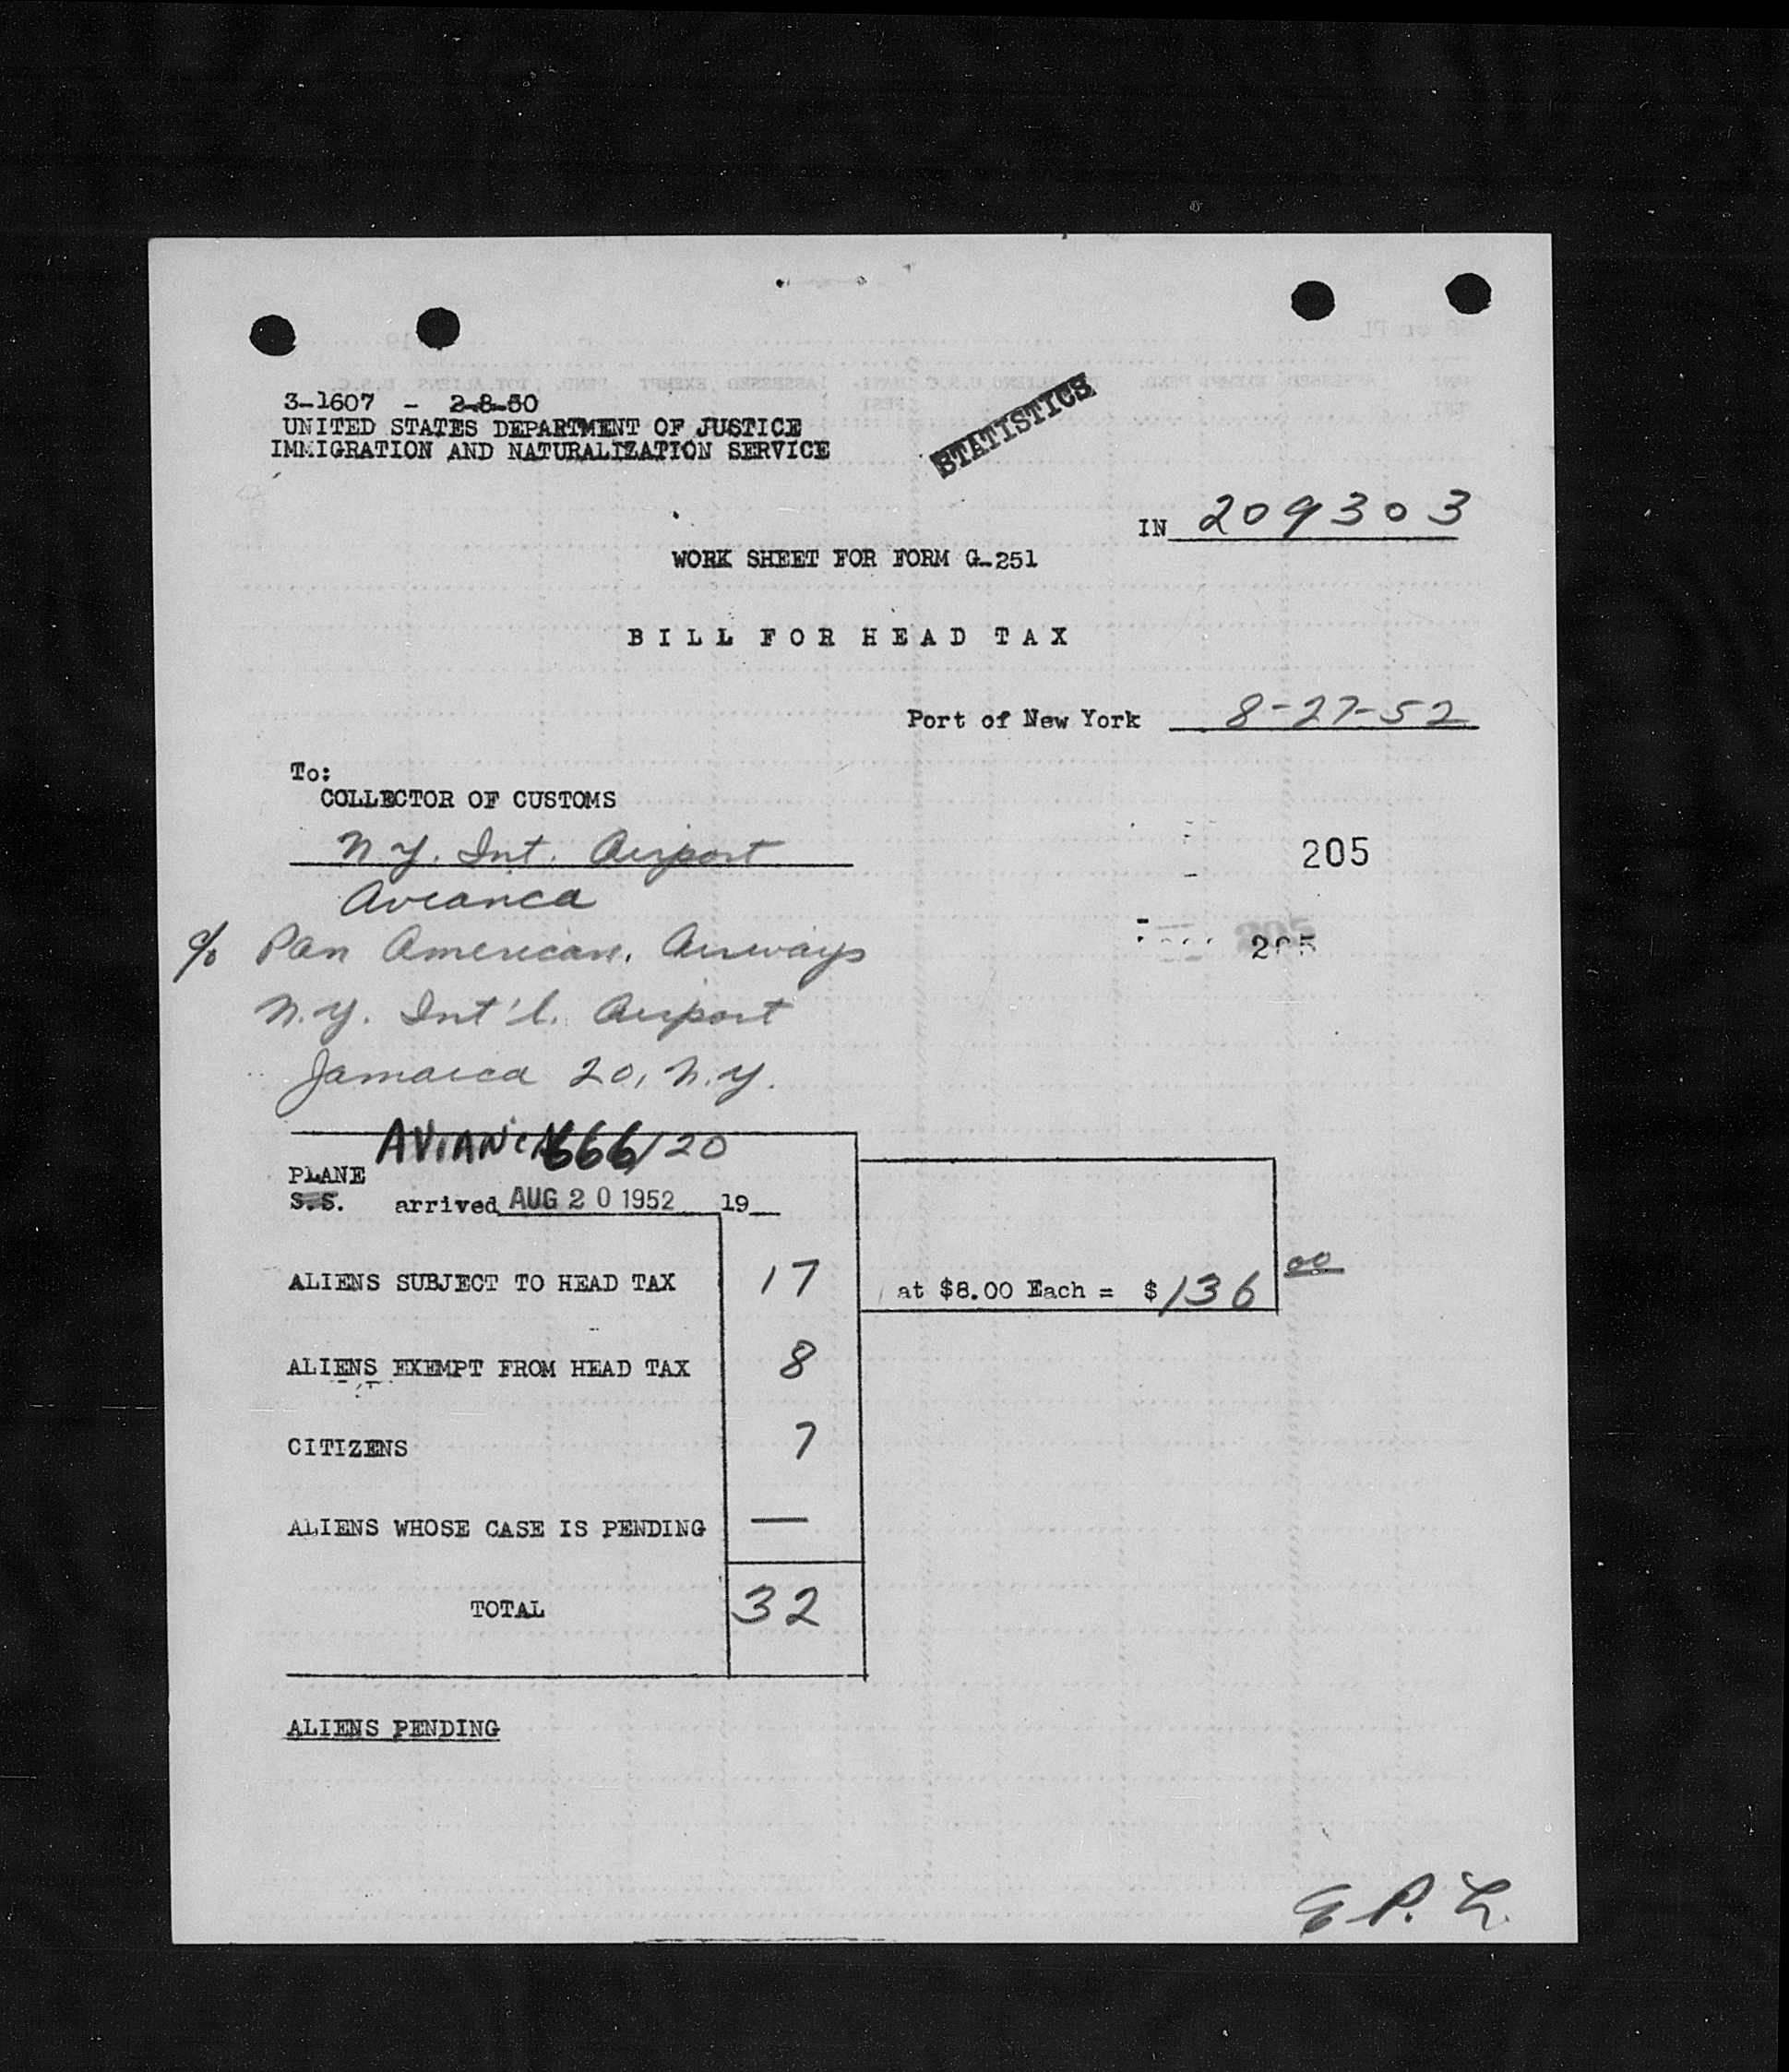 3-1607 - 2-8-50
UNITED STATES DEPARTMENT OF JUSTICE
IMMIGRATION AND NATURALIZATION SERVICE
STATISTICS
IN 209303
WORK SHEET FOR FORM G-251
BILL FOR HEAD TAX
Port of New York 8-27-52
To:
COLLECTOR OF CUSTOMS
N.Y. Int. Airport
205
Avianca
c/o Pan American Airways
205
N.Y. Int'l. Airport
Jamaica 20, N.Y.
AVIANCA 666/20
PLANE
S.S. arrived AUG 20 1952 19
ALIENS SUBJECT TO HEAD TAX 17 at $8.00 Each = $136 00
ALIENS EXEMPT FROM HEAD TAX 8
CITIZENS 7
ALIENS WHOSE CASE IS PENDING —
TOTAL 32
ALIENS PENDING
E.P.L.